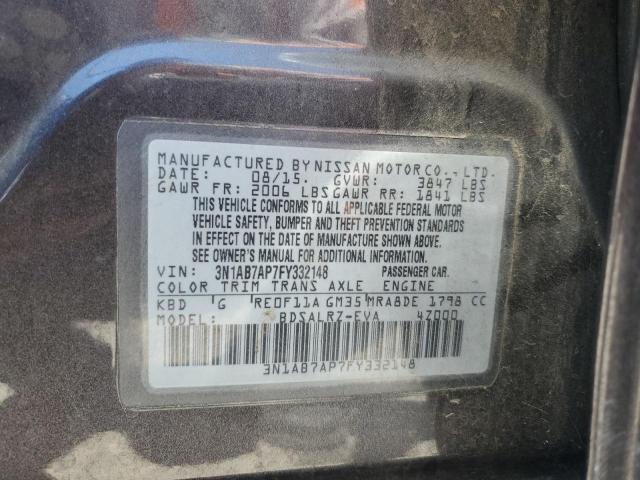 MANUFACTURED BY NISSAN MOTOR CO., LTD.
DATE: 08/15. GVWR: 3847 LBS
GAWR FR: 2006 LBS GAWR RR: 1841 LBS
THIS VEHICLE CONFORMS TO ALL APPLICABLE FEDERAL MOTOR
VEHICLE SAFETY, BUMPER AND THEFT PREVENTION STANDARDS
IN EFFECT ON THE DATE OF MANUFACTURE SHOWN ABOVE.
SEE OWNER'S MANUAL FOR ADDITIONAL INFORMATION.
VIN: 3N1AB7AP7FY332148 PASSENGER CAR.
COLOR TRIM TRANS AXLE ENGINE
KBD G RE0F11A GM35 MRA8DE 1798 CC
MODEL BDSALRZ-EVA 4Z000
3N1AB7AP7FY332148